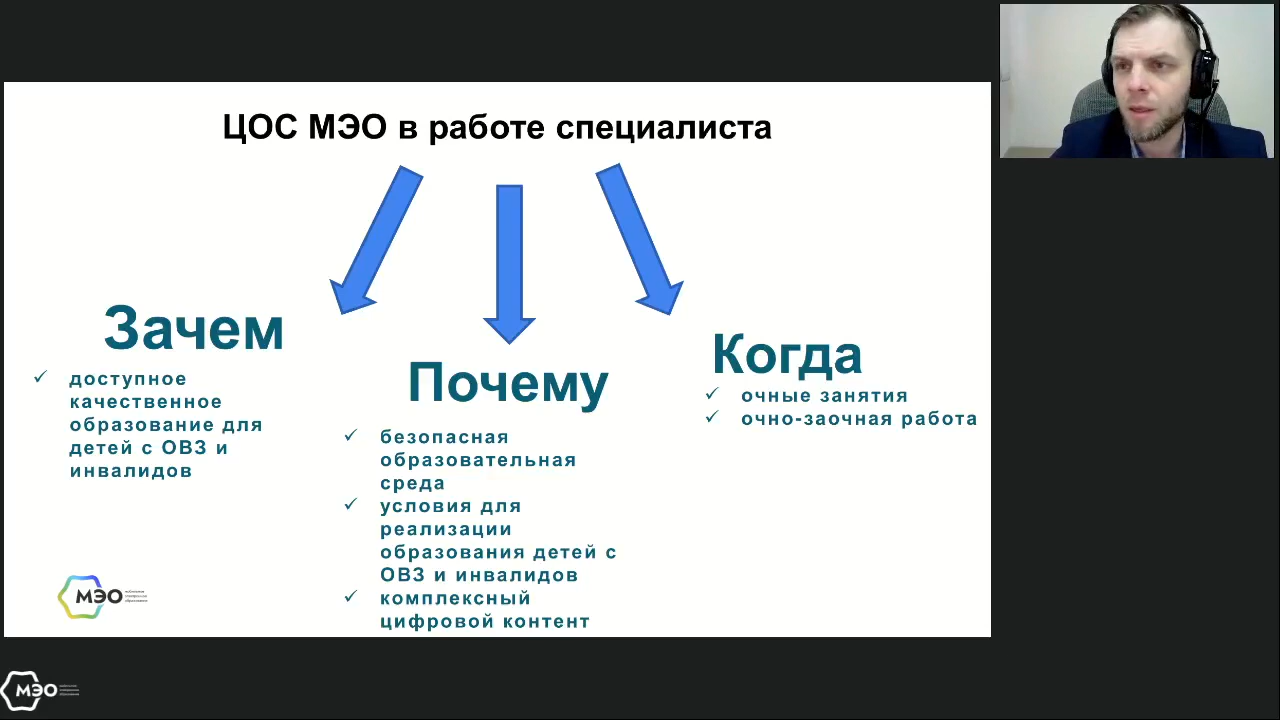 ЦОС МЭО в работе специалиста
Зачем
доступное
качественное
образование для
детей с ОВЗ и
инвалидов
Почему
безопасная
образовательная
среда
условия для
реализации
образования детей с
ОВЗ и инвалидов
комплексный
цифровой контент
Когда
очные занятия
очно-заочная работа
МЭО
МЭО